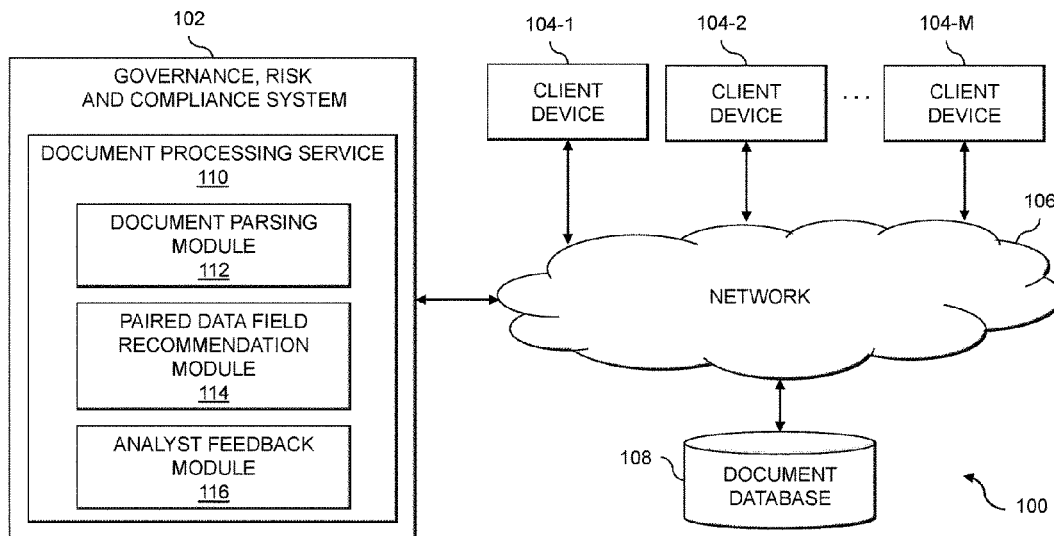 102
GOVERNANCE, RISK
AND COMPLIANCE SYSTEM
DOCUMENT PROCESSING SERVICE
110
DOCUMENT PARSING
MODULE
112
PAIRED DATA FIELD
RECOMMENDATION
MODULE
114
ANALYST FEEDBACK
MODULE
116
104-1
CLIENT
DEVICE
104-2
CLIENT
DEVICE
...
104-M
CLIENT
DEVICE
106
NETWORK
108
DOCUMENT
DATABASE
100